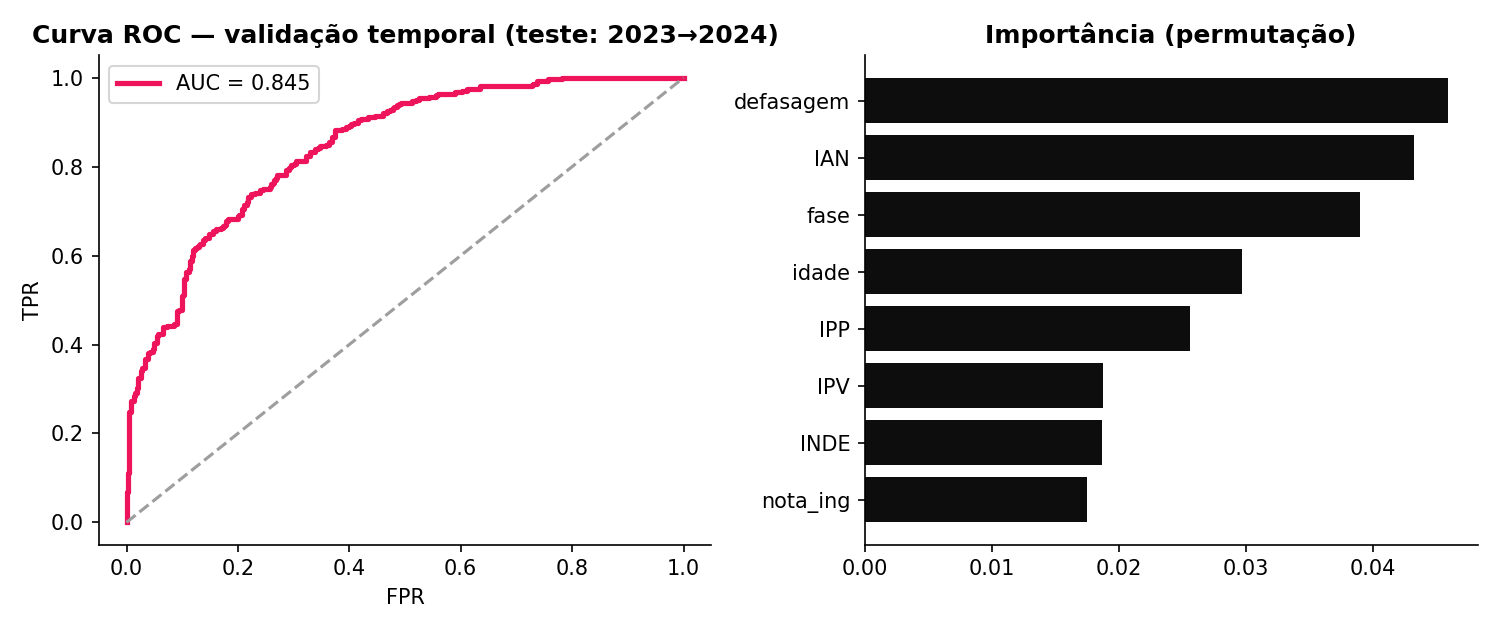 Curva ROC — validação temporal (teste: 2023→2024)
AUC = 0.845
1.0
0.8
0.6
0.4
0.2
0.0
TPR
0.0 0.2 0.4 0.6 0.8 1.0
FPR
Importância (permutação)
defasagem
IAN
fase
idade
IPP
IPV
INDE
nota_ing
0.00 0.01 0.02 0.03 0.04